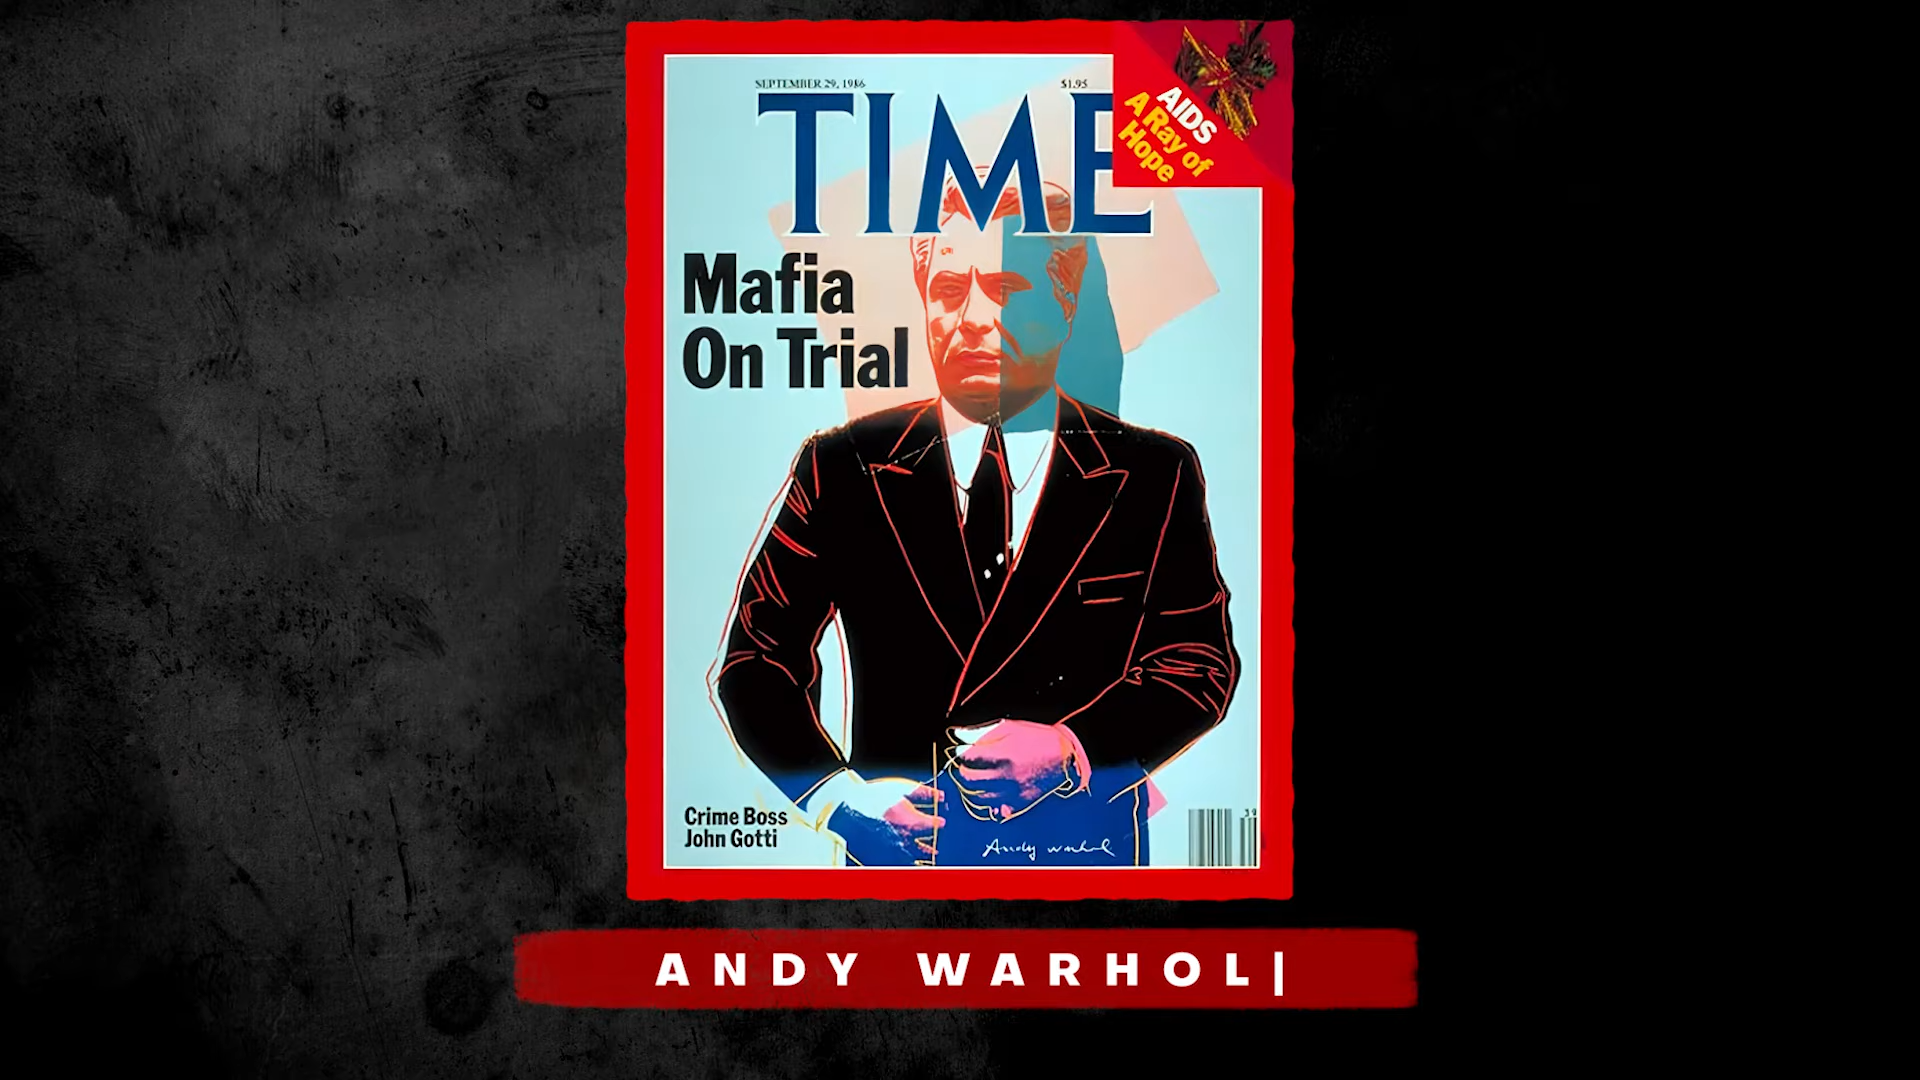 SEPTEMBER 29, 1986
$1.95
TIME
AIDS
A Ray of
Hope
Mafia
On Trial
Crime Boss
John Gotti
Andy Warhol
39
ANDY WARHOL|